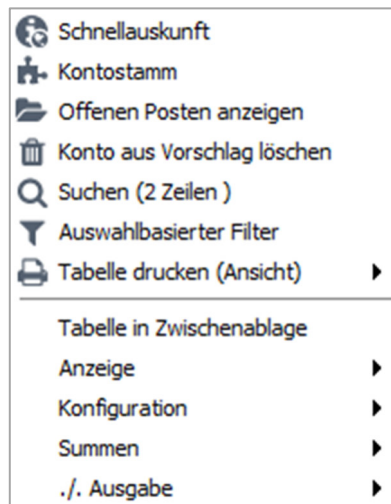 Schnellauskunft
Kontostamm
Offenen Posten anzeigen
Konto aus Vorschlag löschen
Suchen (2 Zeilen )
Auswahlbasierter Filter
Tabelle drucken (Ansicht)
Tabelle in Zwischenablage
Anzeige
Konfiguration
Summen
./. Ausgabe